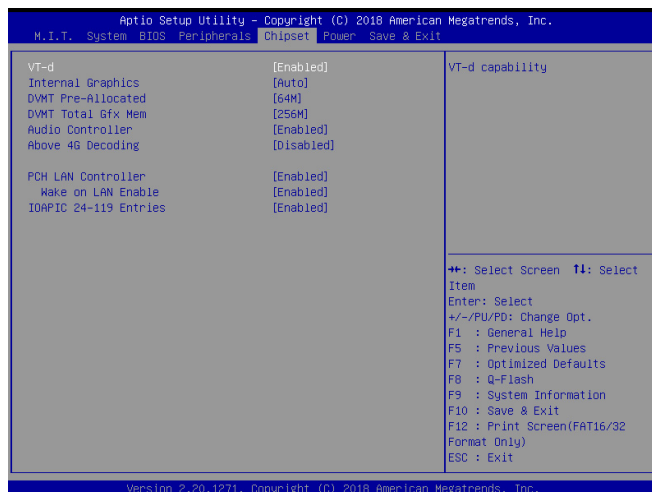 Aptio Setup Utility – Copyright (C) 2018 American Megatrends, Inc.
M.I.T. System BIOS Peripherals Chipset Power Save & Exit
VT-d [Enabled]
Internal Graphics [Auto]
DVMT Pre-Allocated [64M]
DVMT Total Gfx Mem [256M]
Audio Controller [Enabled]
Above 4G Decoding [Disabled]
PCH LAN Controller [Enabled]
Wake on LAN Enable [Enabled]
IOAPIC 24-119 Entries [Enabled]
VT-d capability
→←: Select Screen ↑↓: Select
Item
Enter: Select
+/-/PU/PD: Change Opt.
F1 : General Help
F5 : Previous Values
F7 : Optimized Defaults
F8 : Q-Flash
F9 : System Information
F10 : Save & Exit
F12 : Print Screen(FAT16/32
Format Only)
ESC : Exit
Version 2.20.1271. Copyright (C) 2018 American Megatrends, Inc.